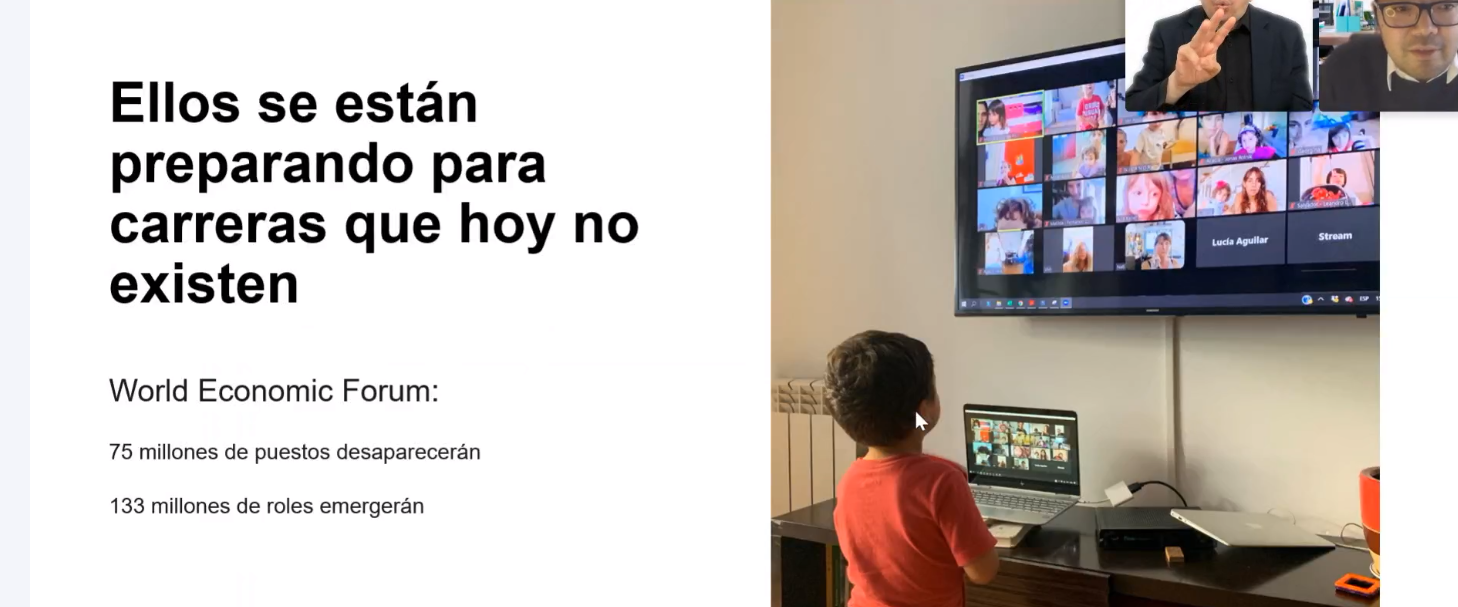 Ellos se están
preparando para
carreras que hoy no
existen
World Economic Forum:
75 millones de puestos desaparecerán
133 millones de roles emergerán
Lucía Aguilar
Stream
ESP